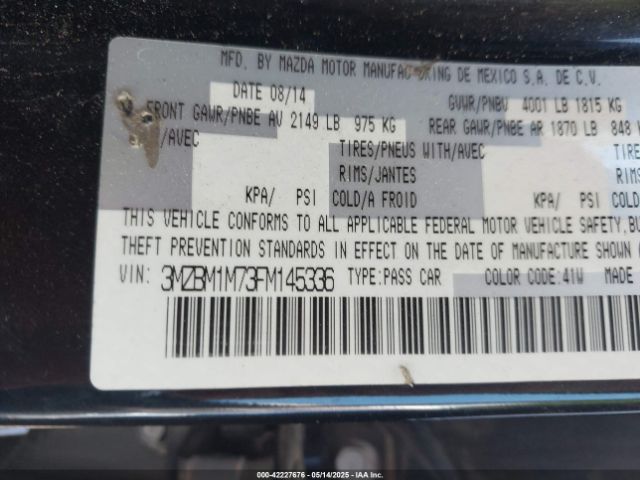 MFD. BY MAZDA MOTOR MANUFACTURING DE MEXICO S.A. DE C.V.
DATE 08/14 GVWR/PNBV 4001 LB 1815 KG
FRONT GAWR/PNBE AV 2149 LB 975 KG REAR GAWR/PNBE AR 1870 LB 848
/AVEC TIRES/PNEUS WITH/AVEC TIRES
RIMS/JANTES RIMS
KPA/ PSI COLD/A FROID KPA/ PSI COLD
THIS VEHICLE CONFORMS TO ALL APPLICABLE FEDERAL MOTOR VEHICLE SAFETY, BU
THEFT PREVENTION STANDARDS IN EFFECT ON THE DATE OF MANUFACTURE SHOWN
VIN: 3MZBM1M73FM145336 TYPE:PASS CAR COLOR CODE:41W MADE
000-42227676 05/14/2025 IAA.COM